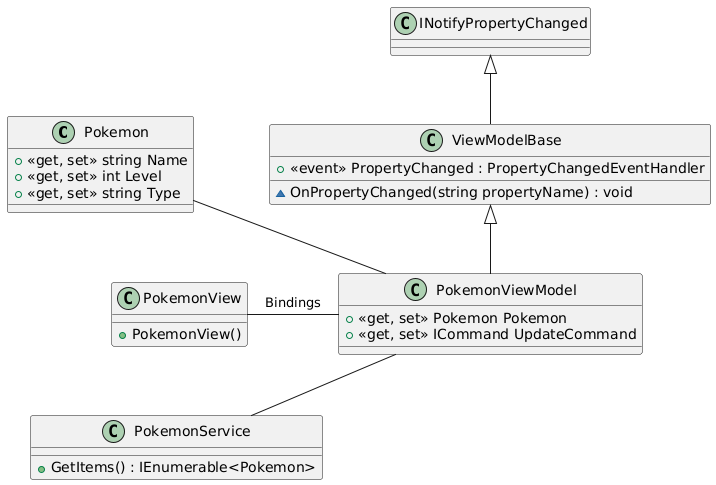 C INotifyPropertyChanged
C Pokemon
«get, set» string Name
«get, set» int Level
«get, set» string Type
C ViewModelBase
«event» PropertyChanged : PropertyChangedEventHandler
OnPropertyChanged(string propertyName) : void
C PokemonView
PokemonView()
Bindings
C PokemonViewModel
«get, set» Pokemon Pokemon
«get, set» ICommand UpdateCommand
C PokemonService
GetItems() : IEnumerable<Pokemon>